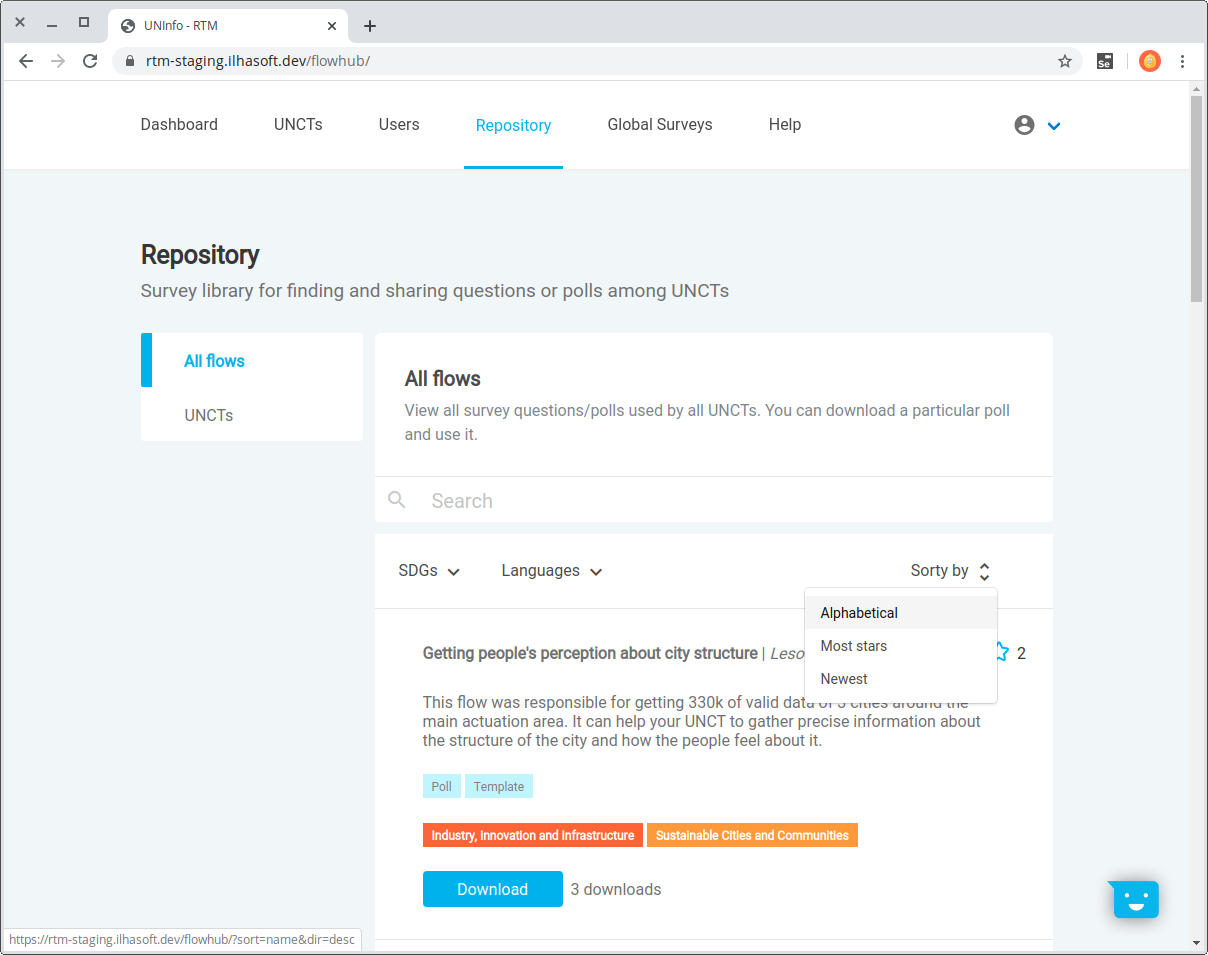 UNInfo - RTM
rtm-staging.ilhasoft.dev/flowhub/
Se
Dashboard UNCTs Users Repository Global Surveys Help
Repository
Survey library for finding and sharing questions or polls among UNCTs
All flows
UNCTs
All flows
View all survey questions/polls used by all UNCTs. You can download a particular poll
and use it.
Search
SDGs Languages Sorty by
Alphabetical
Most stars
Newest
Getting people's perception about city structure | Leso
2
This flow was responsible for getting 330k of valid data of 3 cities around the
main actuation area. It can help your UNCT to gather precise information about
the structure of the city and how the people feel about it.
Poll Template
Industry, Innovation and Infrastructure Sustainable Cities and Communities
Download 3 downloads
https://rtm-staging.ilhasoft.dev/flowhub/?sort=name&dir=desc